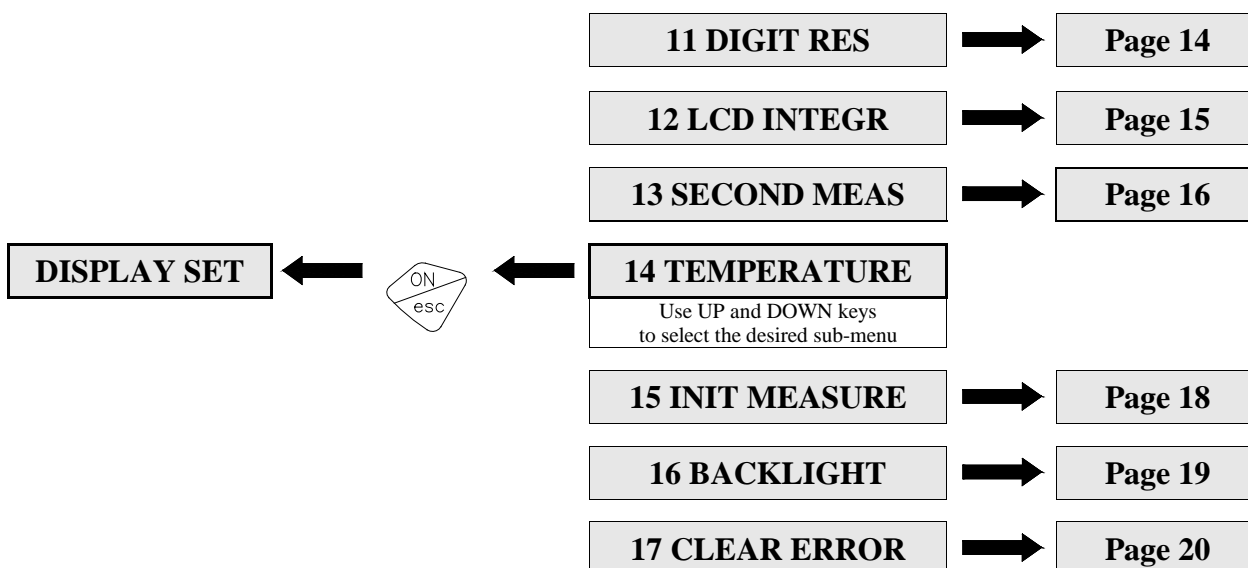 11 DIGIT RES
Page 14
12 LCD INTEGR
Page 15
13 SECOND MEAS
Page 16
DISPLAY SET
ON
esc
14 TEMPERATURE
Use UP and DOWN keys
to select the desired sub-menu
15 INIT MEASURE
Page 18
16 BACKLIGHT
Page 19
17 CLEAR ERROR
Page 20